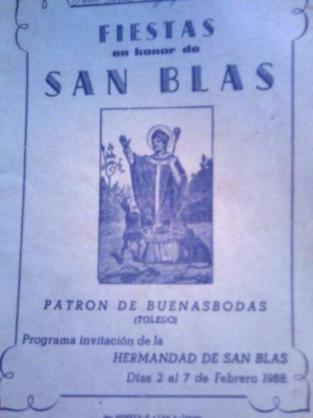 FIESTAS
en honor de
SAN BLAS
PATRON DE BUENASBODAS
(TOLEDO)
Programa invitación de la
HERMANDAD DE SAN BLAS
Días 2 al 7 de Febrero 1988